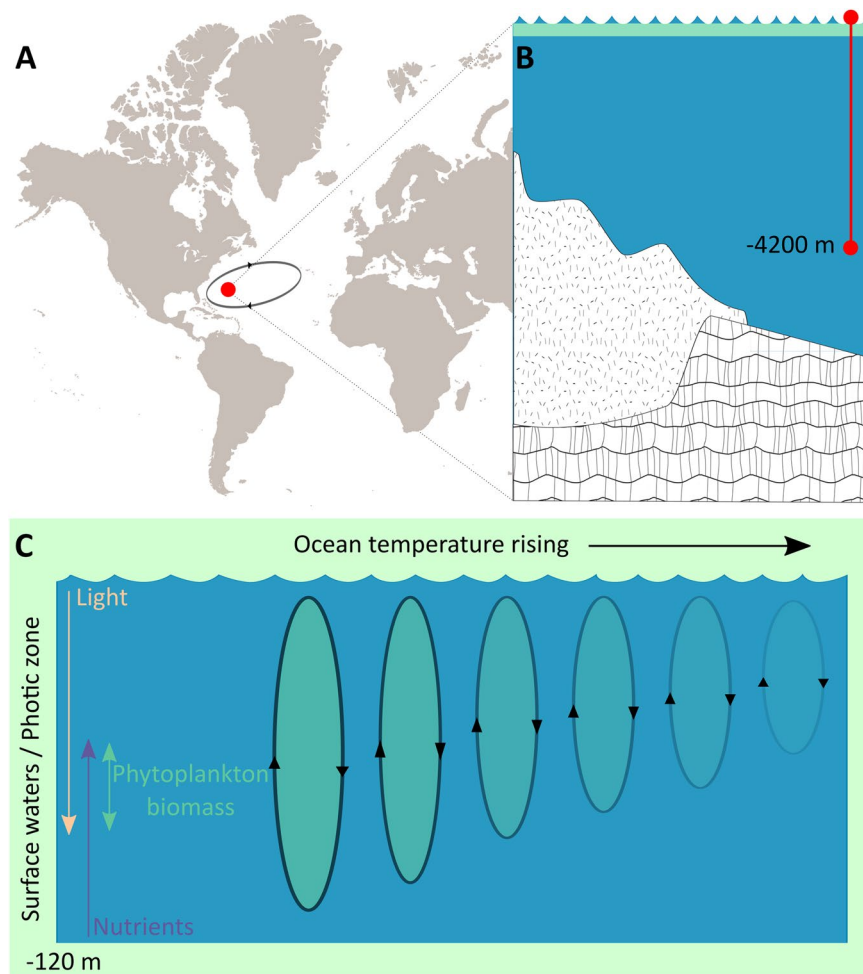 A
B
-4200 m
C
Ocean temperature rising
Light
Surface waters / Photic zone
Phytoplankton
biomass
Nutrients
-120 m